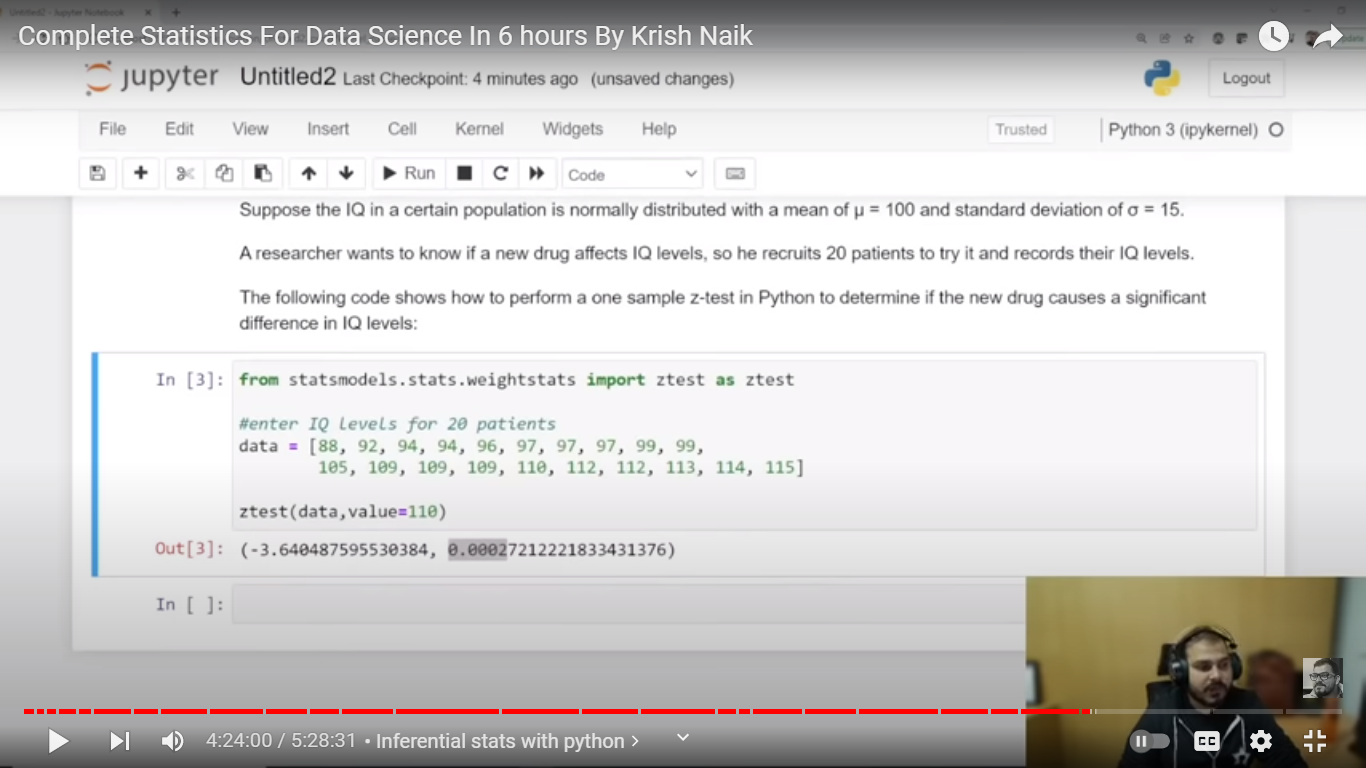 Untitled2 - Jupyter Notebook
Complete Statistics For Data Science In 6 hours By Krish Naik
jupyter Untitled2 Last Checkpoint: 4 minutes ago (unsaved changes)
Logout
File Edit View Insert Cell Kernel Widgets Help
Trusted
Python 3 (ipykernel)
Run
Code
Suppose the IQ in a certain population is normally distributed with a mean of μ = 100 and standard deviation of σ = 15.
A researcher wants to know if a new drug affects IQ levels, so he recruits 20 patients to try it and records their IQ levels.
The following code shows how to perform a one sample z-test in Python to determine if the new drug causes a significant
difference in IQ levels:
In [3]: from statsmodels.stats.weightstats import ztest as ztest
#enter IQ levels for 20 patients
data = [88, 92, 94, 94, 96, 97, 97, 97, 99, 99,
105, 109, 109, 109, 110, 112, 112, 113, 114, 115]
ztest(data,value=110)
Out[3]: (-3.640487595530384, 0.00027212221833431376)
In [ ]:
4:24:00 / 5:28:31 • Inferential stats with python
CC